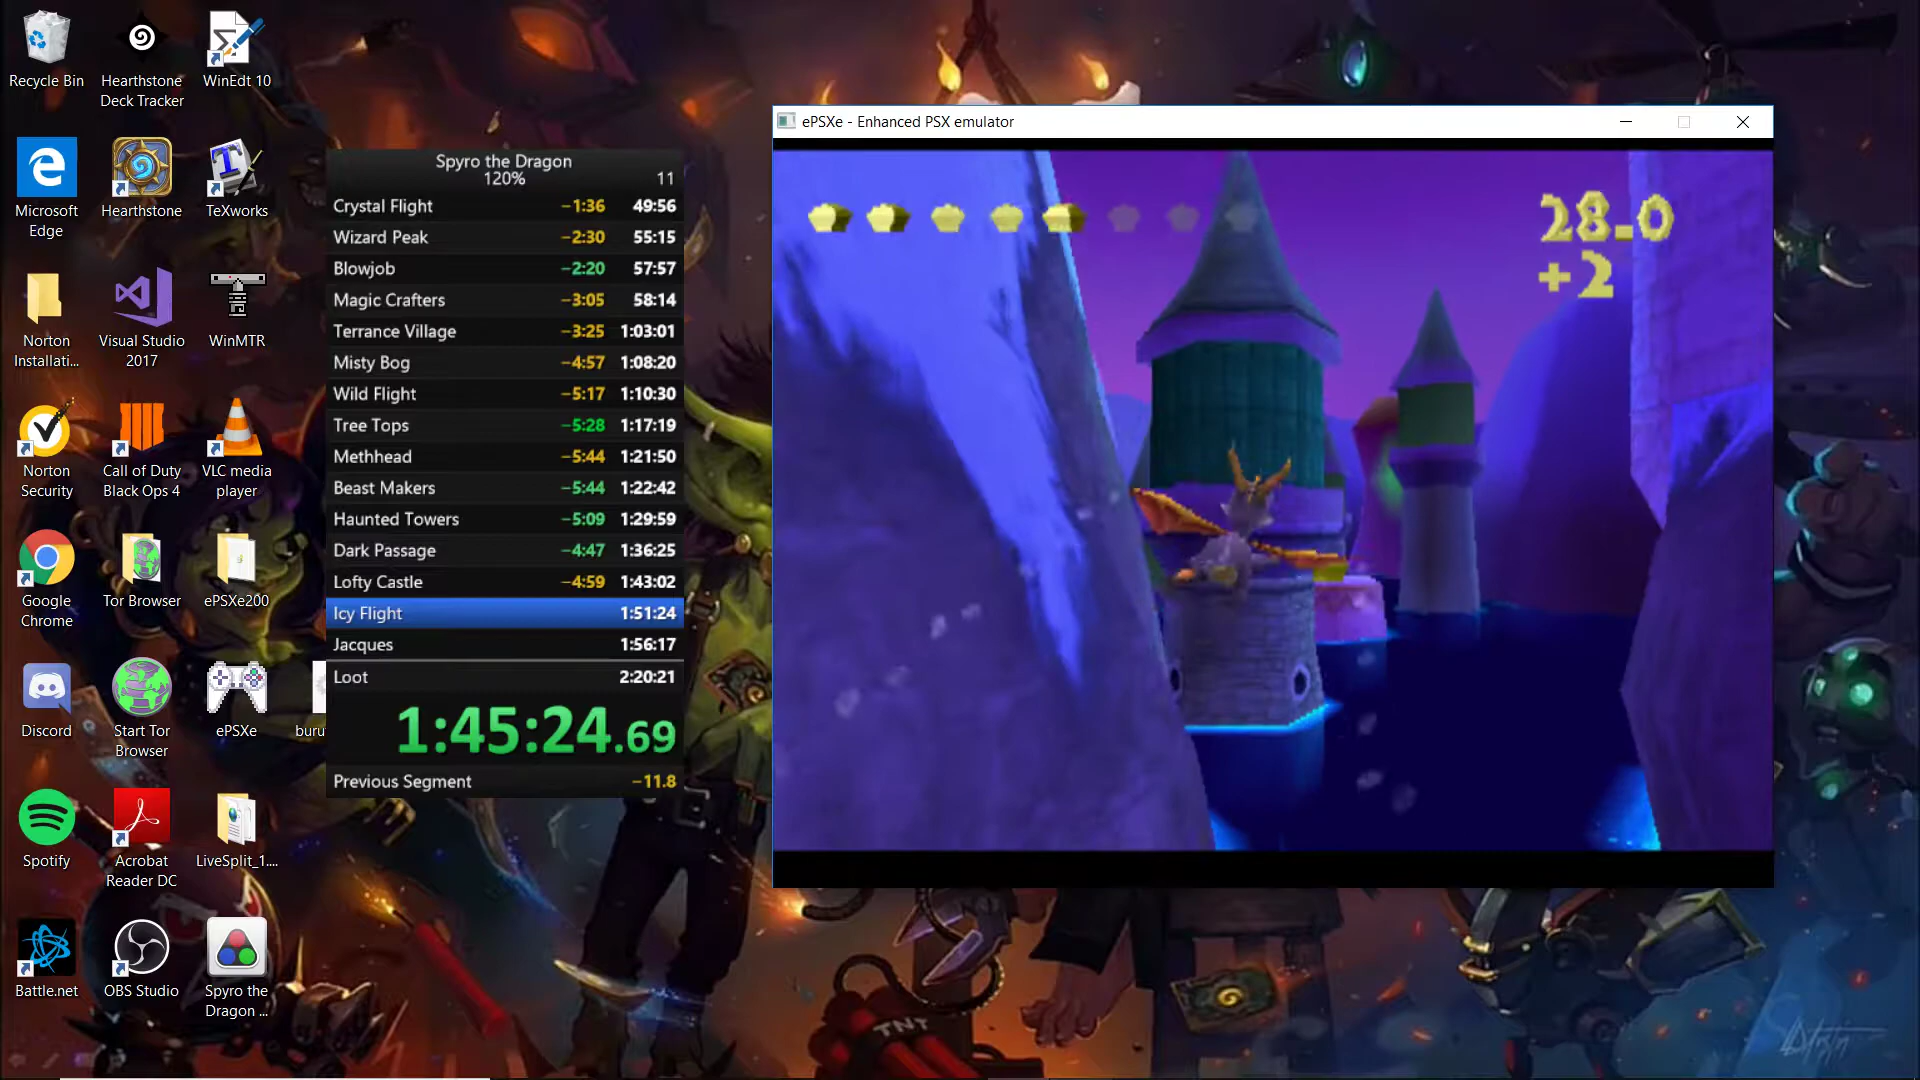 Recycle Bin
Hearthstone
Deck Tracker
WinEdt 10
Microsoft
Edge
Hearthstone
TeXworks
Norton
Installati...
Visual Studio
2017
WinMTR
Norton
Security
Call of Duty
Black Ops 4
VLC media
player
Google
Chrome
Tor Browser
ePSXe200
Discord
Start Tor
Browser
ePSXe
buru
Spotify
Acrobat
Reader DC
LiveSplit_1....
Battle.net
OBS Studio
Spyro the
Dragon ...
Spyro the Dragon
120% 11
Crystal Flight −1:36 49:56
Wizard Peak −2:30 55:15
Blowjob −2:20 57:57
Magic Crafters −3:05 58:14
Terrance Village −3:25 1:03:01
Misty Bog −4:57 1:08:20
Wild Flight −5:17 1:10:30
Tree Tops −5:28 1:17:19
Methhead −5:44 1:21:50
Beast Makers −5:44 1:22:42
Haunted Towers −5:09 1:29:59
Dark Passage −4:47 1:36:25
Lofty Castle −4:59 1:43:02
Icy Flight 1:51:24
Jacques 1:56:17
Loot 2:20:21
1:45:24.69
Previous Segment −11.8
ePSXe - Enhanced PSX emulator
28.0
+2
TNT